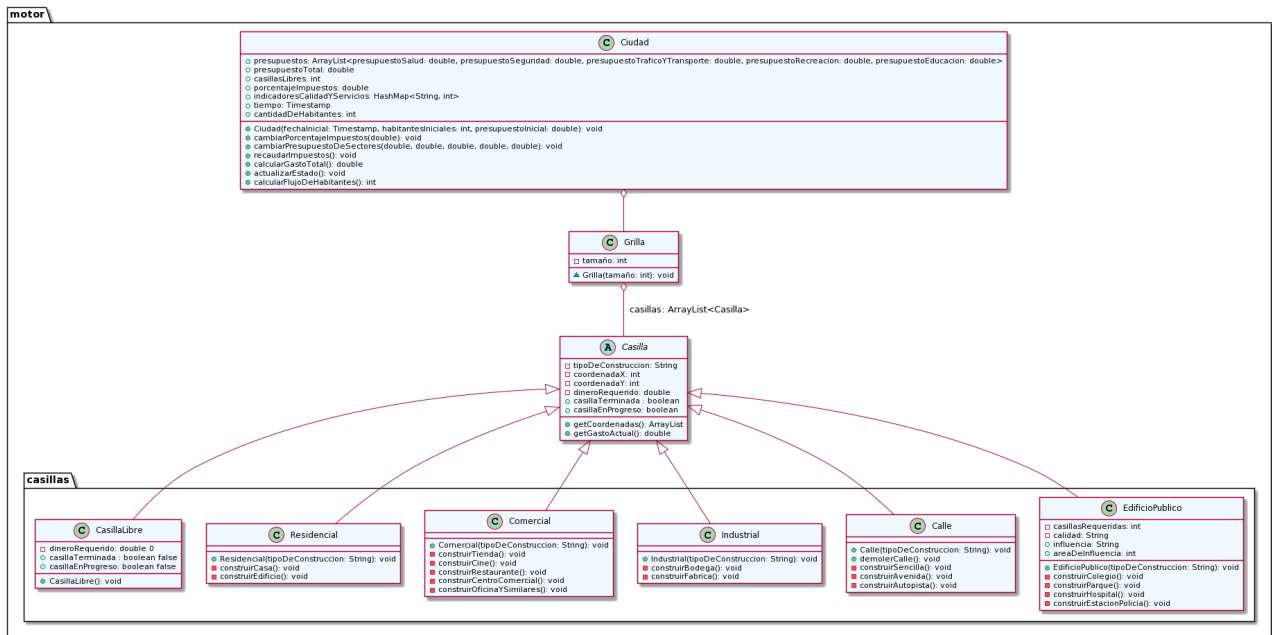 motor
C Ciudad
presupuestos: ArrayList<presupuestoSalud: double, presupuestoSeguridad: double, presupuestoTraficoYTransporte: double, presupuestoRecreacion: double, presupuestoEducacion: double>
presupuestoTotal: double
casillasLibres: int
porcentajeImpuestos: double
indicadoresCalidadYServicios: HashMap<String, int>
tiempo: Timestamp
cantidadDeHabitantes: int
Ciudad(fechaInicial: Timestamp, habitantesIniciales: int, presupuestoInicial: double): void
cambiarPorcentajeImpuestos(double): void
cambiarPresupuestoDeSectores(double, double, double, double, double): void
recaudarImpuestos(): void
calcularGastoTotal(): double
actualizarEstado(): void
calcularFlujoDeHabitantes(): int
C Grilla
tamaño: int
Grilla(tamaño: int): void
casillas: ArrayList<Casilla>
A Casilla
tipoDeConstruccion: String
coordenadaX: int
coordenadaY: int
dineroRequerido: double
casillaTerminada : boolean
casillaEnProgreso: boolean
getCoordenadas(): ArrayList
getGastoActual(): double
casillas
C CasillaLibre
dineroRequerido: double 0
casillaTerminada : boolean false
casillaEnProgreso: boolean false
CasillaLibre(): void
C Residencial
Residencial(tipoDeConstruccion: String): void
construirCasa(): void
construirEdificio(): void
C Comercial
Comercial(tipoDeConstruccion: String): void
construirTienda(): void
construirCine(): void
construirRestaurante(): void
construirCentroComercial(): void
construirOficinaYSimilares(): void
C Industrial
Industrial(tipoDeConstruccion: String): void
construirBodega(): void
construirFabrica(): void
C Calle
Calle(tipoDeConstruccion: String): void
demolerCalle(): void
construirSencilla(): void
construirAvenida(): void
construirAutopista(): void
C EdificioPublico
casillasRequeridas: int
calidad: String
influencia: String
areaDeInfluencia: int
EdificioPublico(tipoDeConstruccion: String): void
construirColegio(): void
construirParque(): void
construirHospital(): void
construirEstacionPolicia(): void